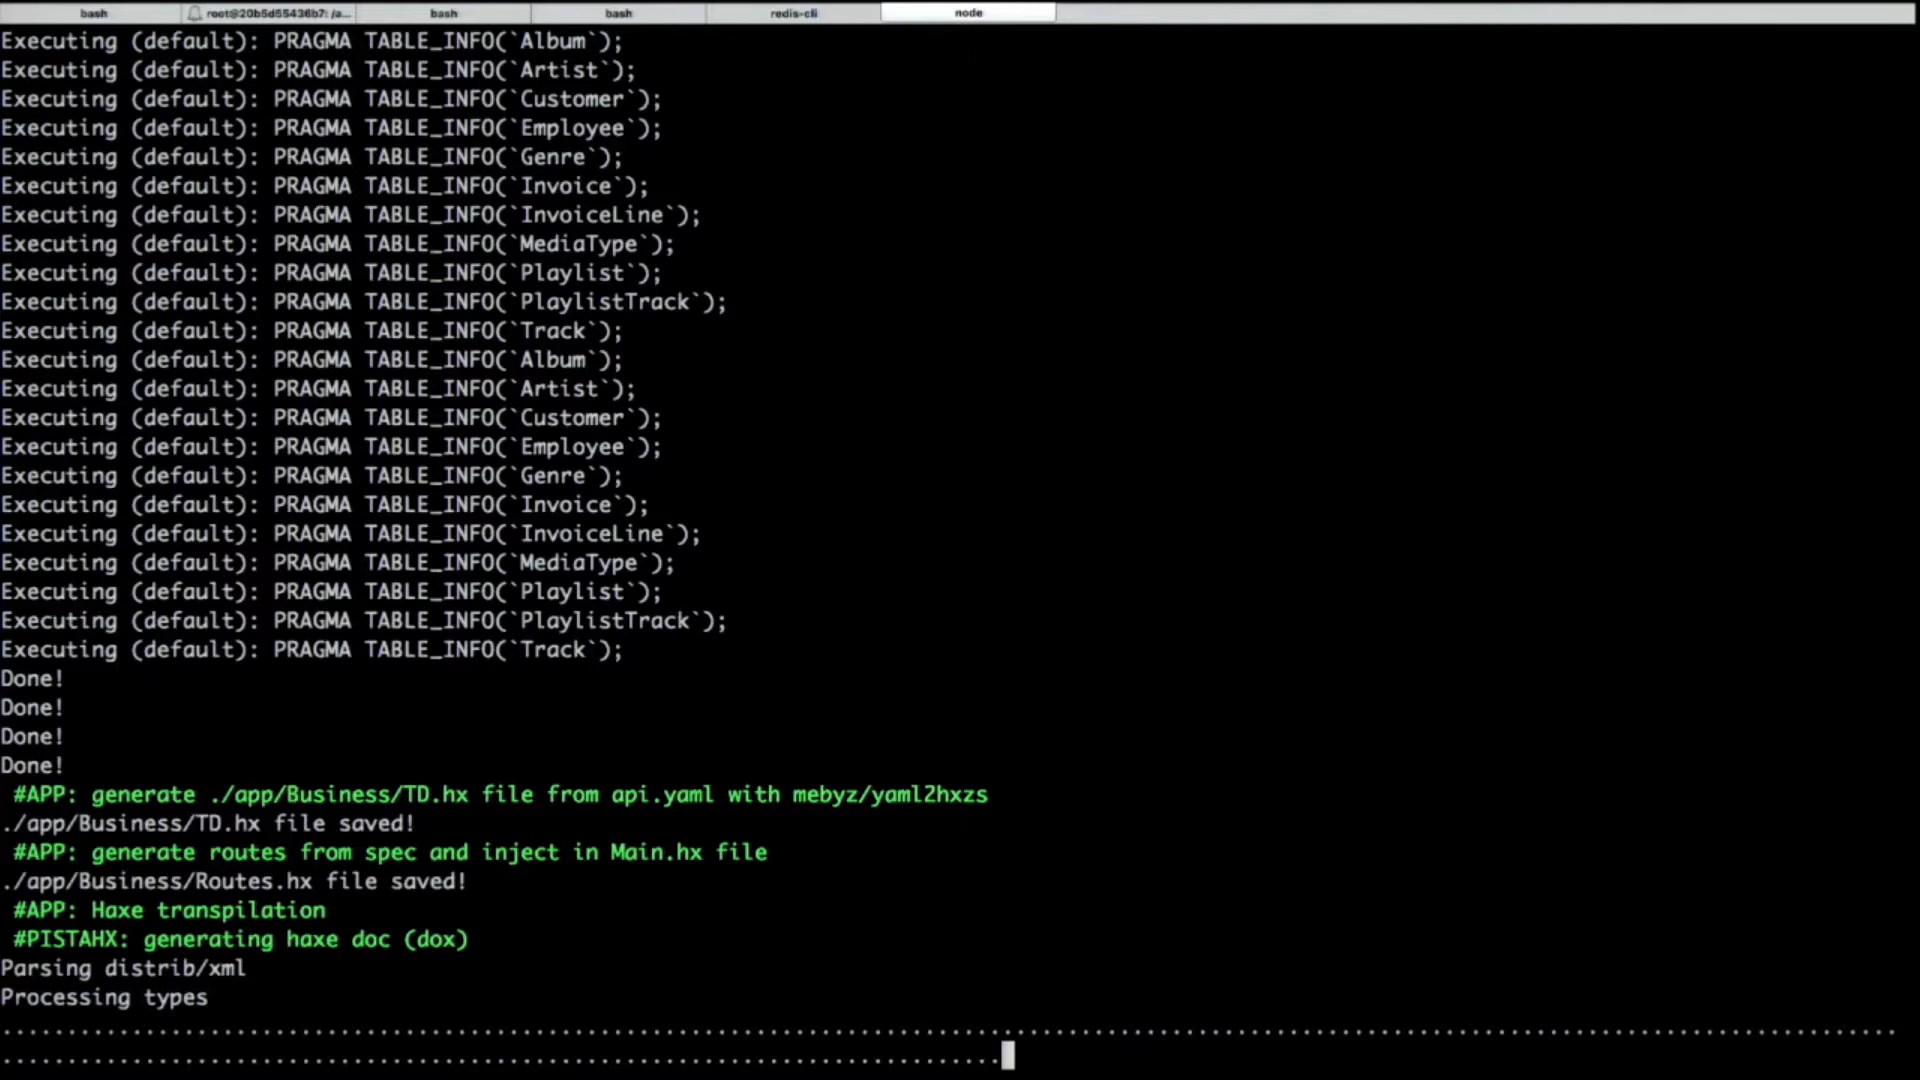 bash root@20b5d55436b7: /a... bash bash redis-cli node
Executing (default): PRAGMA TABLE_INFO(`Album`);
Executing (default): PRAGMA TABLE_INFO(`Artist`);
Executing (default): PRAGMA TABLE_INFO(`Customer`);
Executing (default): PRAGMA TABLE_INFO(`Employee`);
Executing (default): PRAGMA TABLE_INFO(`Genre`);
Executing (default): PRAGMA TABLE_INFO(`Invoice`);
Executing (default): PRAGMA TABLE_INFO(`InvoiceLine`);
Executing (default): PRAGMA TABLE_INFO(`MediaType`);
Executing (default): PRAGMA TABLE_INFO(`Playlist`);
Executing (default): PRAGMA TABLE_INFO(`PlaylistTrack`);
Executing (default): PRAGMA TABLE_INFO(`Track`);
Executing (default): PRAGMA TABLE_INFO(`Album`);
Executing (default): PRAGMA TABLE_INFO(`Artist`);
Executing (default): PRAGMA TABLE_INFO(`Customer`);
Executing (default): PRAGMA TABLE_INFO(`Employee`);
Executing (default): PRAGMA TABLE_INFO(`Genre`);
Executing (default): PRAGMA TABLE_INFO(`Invoice`);
Executing (default): PRAGMA TABLE_INFO(`InvoiceLine`);
Executing (default): PRAGMA TABLE_INFO(`MediaType`);
Executing (default): PRAGMA TABLE_INFO(`Playlist`);
Executing (default): PRAGMA TABLE_INFO(`PlaylistTrack`);
Executing (default): PRAGMA TABLE_INFO(`Track`);
Done!
Done!
Done!
Done!
#APP: generate ./app/Business/TD.hx file from api.yaml with mebyz/yaml2hxzs
./app/Business/TD.hx file saved!
#APP: generate routes from spec and inject in Main.hx file
./app/Business/Routes.hx file saved!
#APP: Haxe transpilation
#PISTAHX: generating haxe doc (dox)
Parsing distrib/xml
Processing types
..................................................................................................................................................
.............................................................................